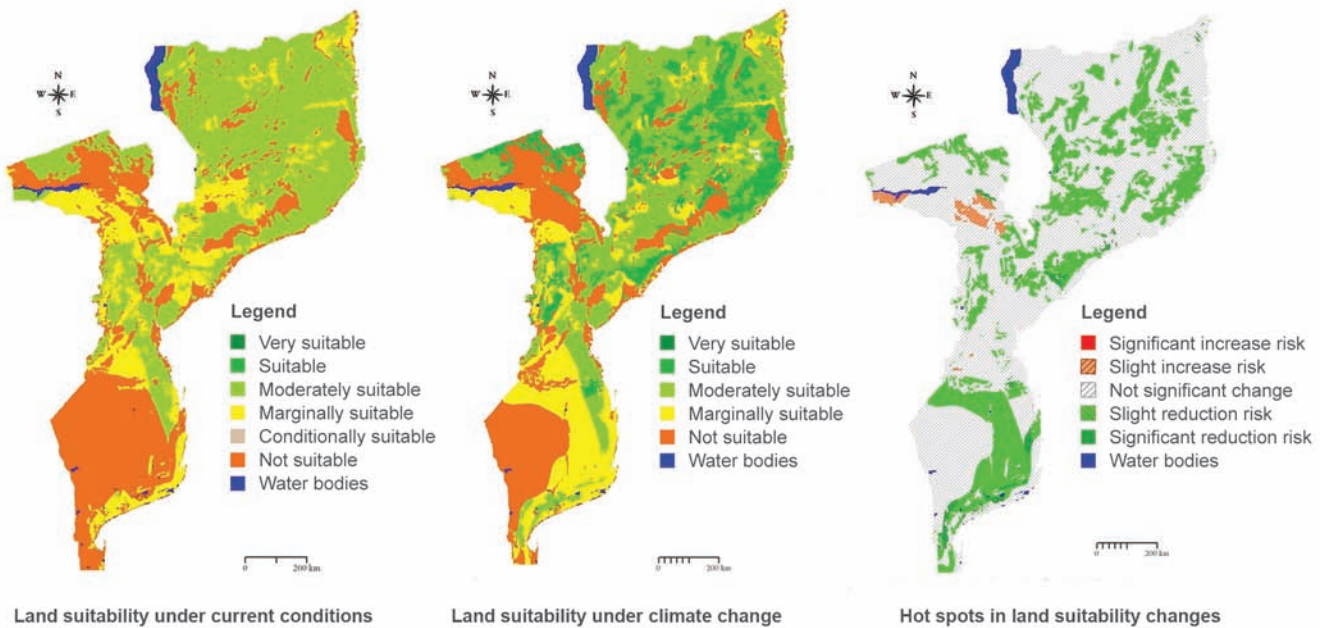 N
W E
S
Legend
Very suitable
Suitable
Moderately suitable
Marginally suitable
Conditionally suitable
Not suitable
Water bodies
0 200 km
Land suitability under current conditions
N
W E
S
Legend
Very suitable
Suitable
Moderately suitable
Marginally suitable
Not suitable
Water bodies
0 200 km
Land suitability under climate change
N
W E
S
Legend
Significant increase risk
Slight increase risk
Not significant change
Slight reduction risk
Significant reduction risk
Water bodies
0 200 km
Hot spots in land suitability changes